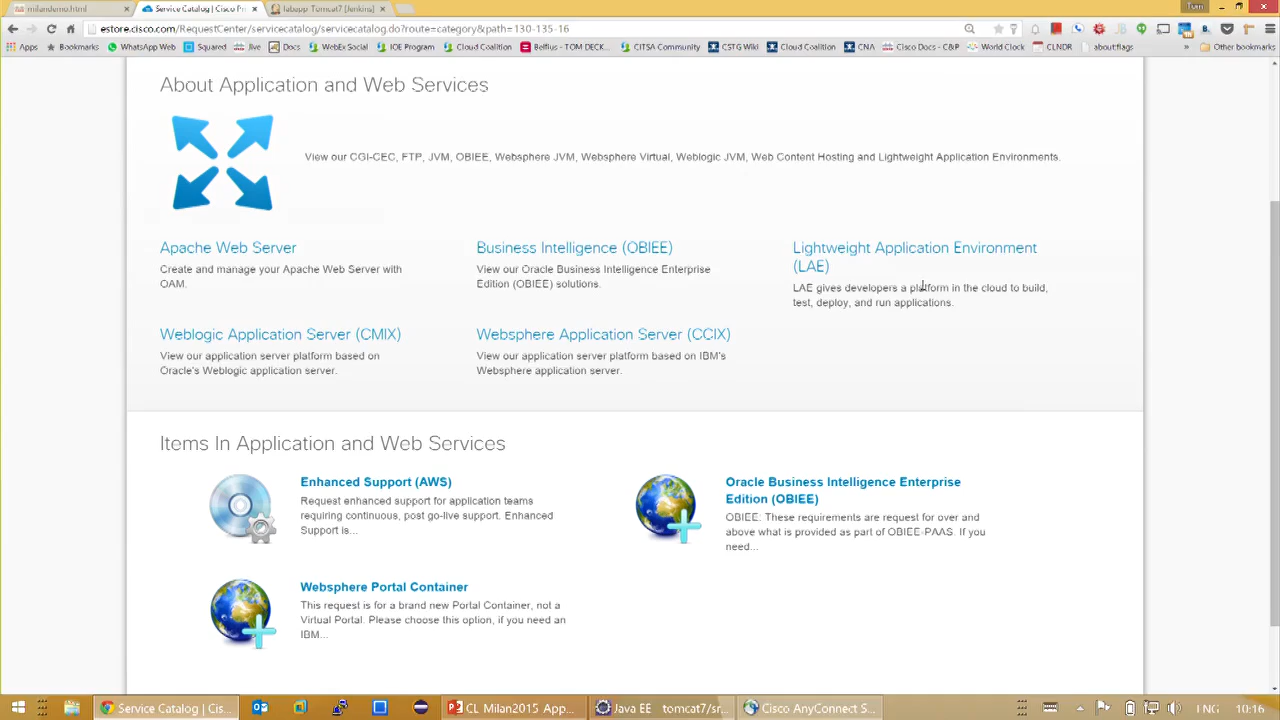 milandemo.html
Service Catalog | Cisco Pr
labapp-Tomcat7 [Jenkins]
Tom
estore.cisco.com/RequestCenter/servicecatalog/servicecatalog.do?route=category&path=130-135-16
Apps
Bookmarks
WhatsApp Web
Squared
Jive
Docs
WebEx Social
IOE Program
Cloud Coalition
Belfius - TOM DECK...
CITSA Community
CSTG Wiki
Cloud Coalition
CNA
Cisco Docs - C&P
World Clock
CLNDR
about:flags
»
Other bookmarks
About Application and Web Services
View our CGI-CEC, FTP, JVM, OBIEE, Websphere JVM, Websphere Virtual, Weblogic JVM, Web Content Hosting and Lightweight Application Environments.
Apache Web Server
Create and manage your Apache Web Server with
OAM.
Business Intelligence (OBIEE)
View our Oracle Business Intelligence Enterprise
Edition (OBIEE) solutions.
Lightweight Application Environment
(LAE)
LAE gives developers a platform in the cloud to build,
test, deploy, and run applications.
Weblogic Application Server (CMIX)
View our application server platform based on
Oracle's Weblogic application server.
Websphere Application Server (CCIX)
View our application server platform based on IBM's
Websphere application server.
Items In Application and Web Services
Enhanced Support (AWS)
Request enhanced support for application teams
requiring continuous, post go-live support. Enhanced
Support is...
Oracle Business Intelligence Enterprise
Edition (OBIEE)
OBIEE: These requirements are request for over and
above what is provided as part of OBIEE-PAAS. If you
need...
Websphere Portal Container
This request is for a brand new Portal Container, not a
Virtual Portal. Please choose this option, if you need an
IBM...
Service Catalog | Cis...
CL Milan2015 App...
Java EE - tomcat7/sr...
Cisco AnyConnect S...
ENG
10:16